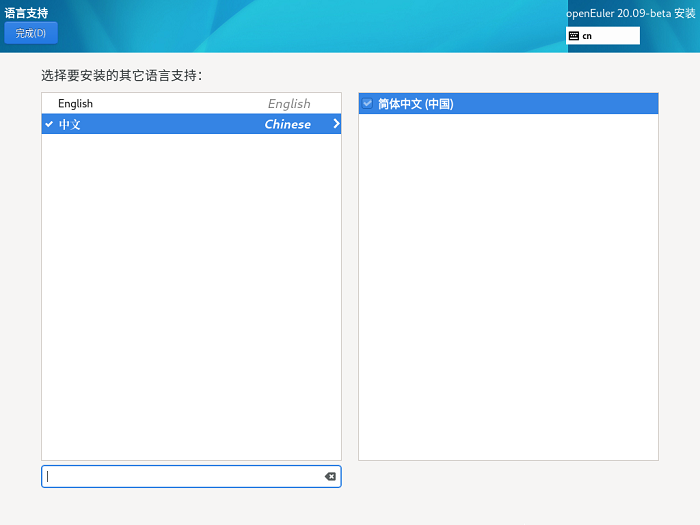 语言支持
openEuler 20.09-beta 安装
完成(D)
cn
选择要安装的其它语言支持：
English English
中文 Chinese
简体中文 (中国)